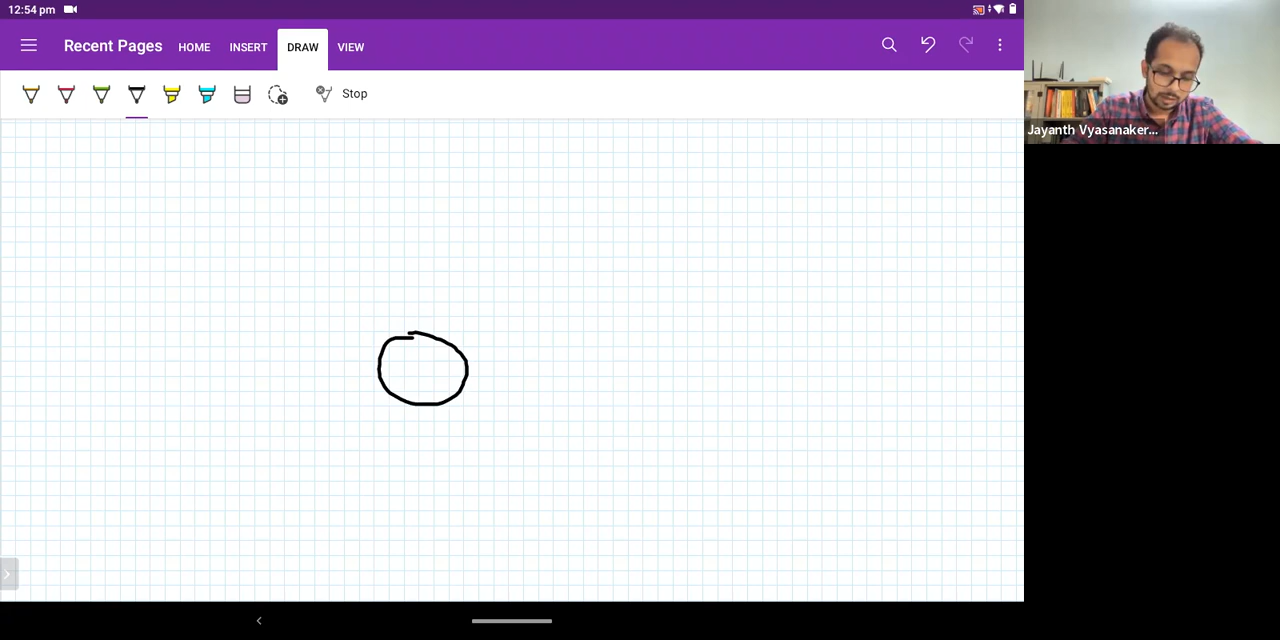 12:54 pm
Recent Pages HOME INSERT DRAW VIEW
Stop
Jayanth Vyasanaker...